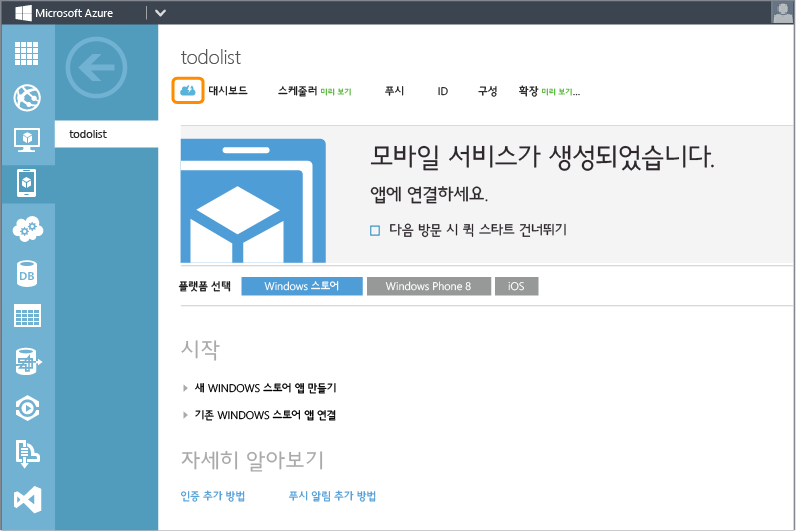 Microsoft Azure
todolist
todolist
대시보드 스케줄러 미리 보기 푸시 ID 구성 확장 미리 보기...
모바일 서비스가 생성되었습니다.
앱에 연결하세요.
다음 방문 시 퀵 스타트 건너뛰기
플랫폼 선택 Windows 스토어 Windows Phone 8 iOS
시작
새 WINDOWS 스토어 앱 만들기
기존 WINDOWS 스토어 앱 연결
자세히 알아보기
인증 추가 방법 푸시 알림 추가 방법
DB